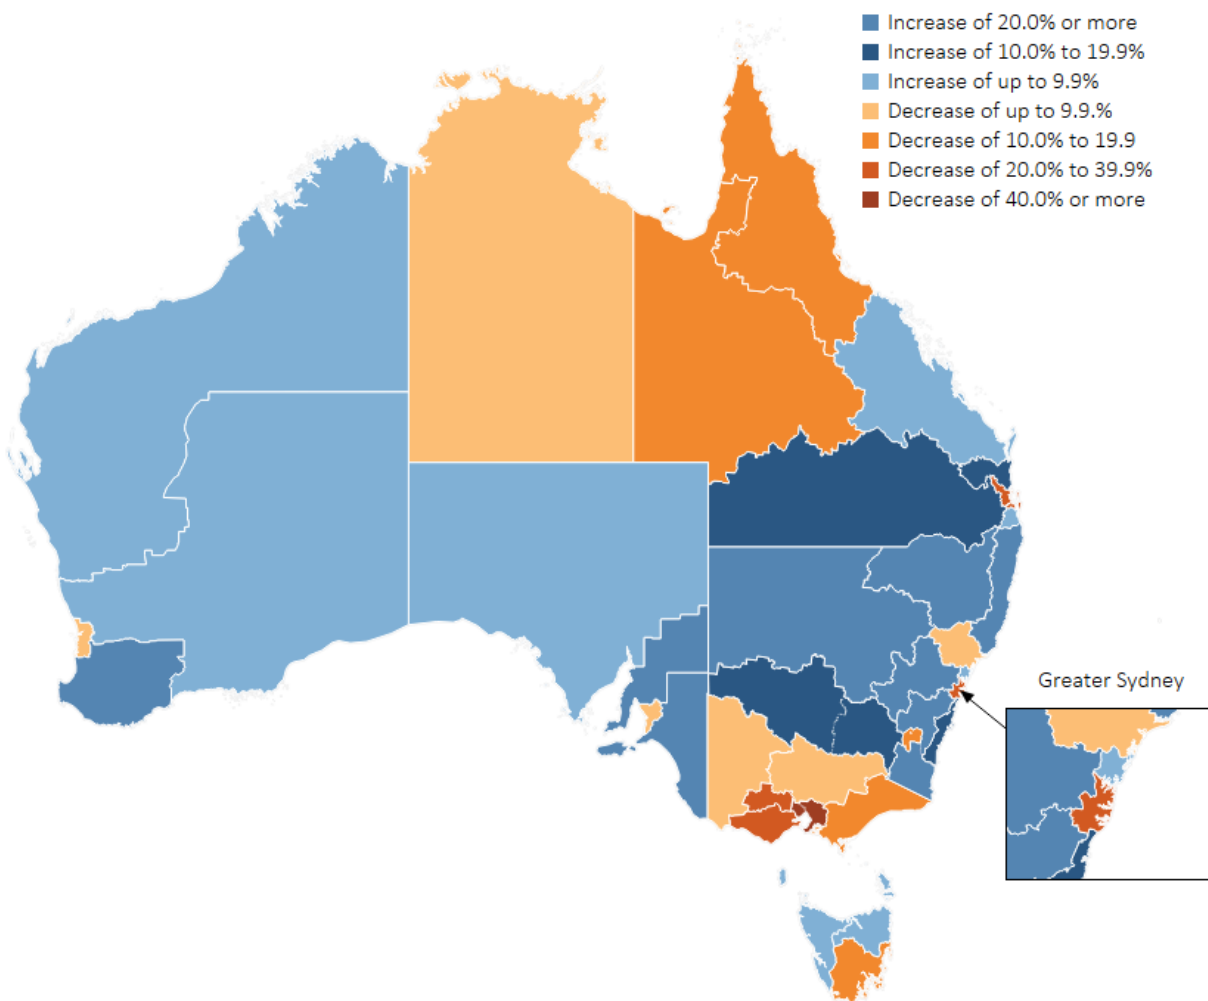 Increase of 20.0% or more
Increase of 10.0% to 19.9%
Increase of up to 9.9%
Decrease of up to 9.9.%
Decrease of 10.0% to 19.9
Decrease of 20.0% to 39.9%
Decrease of 40.0% or more
Greater Sydney